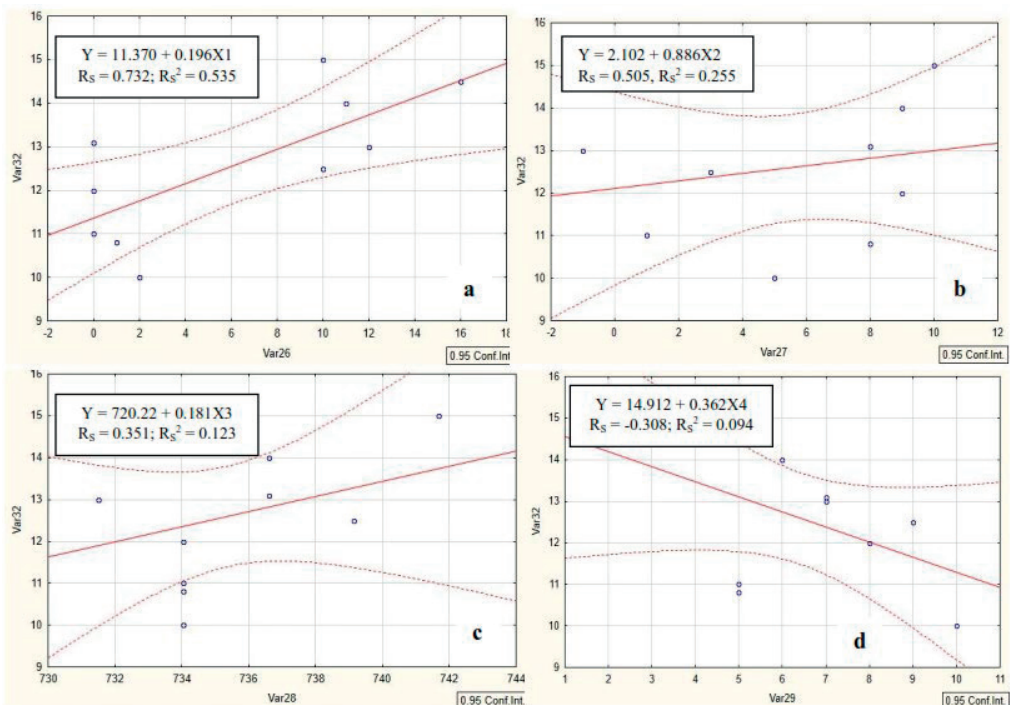 Y = 11.370 + 0.196X1
Rs = 0.732; Rs² = 0.535
16
15
14
13
12
11
10
9
Var32
-2 0 2 4 6 8 10 12 14 16 18
Var26
0.95 Conf.Int.
a
Y = 2.102 + 0.886X2
Rs = 0.505, Rs² = 0.255
16
15
14
13
12
11
10
9
Var32
-2 0 2 4 6 8 10 12
Var27
0.95 Conf.Int.
b
Y = 720.22 + 0.181X3
Rs = 0.351; Rs² = 0.123
16
15
14
13
12
11
10
9
Var32
730 732 734 736 738 740 742 744
Var28
0.95 Conf.Int.
c
Y = 14.912 + 0.362X4
Rs = -0.308; Rs² = 0.094
16
15
14
13
12
11
10
9
Var32
1 2 3 4 5 6 7 8 9 10 11
Var29
0.95 Conf.Int.
d